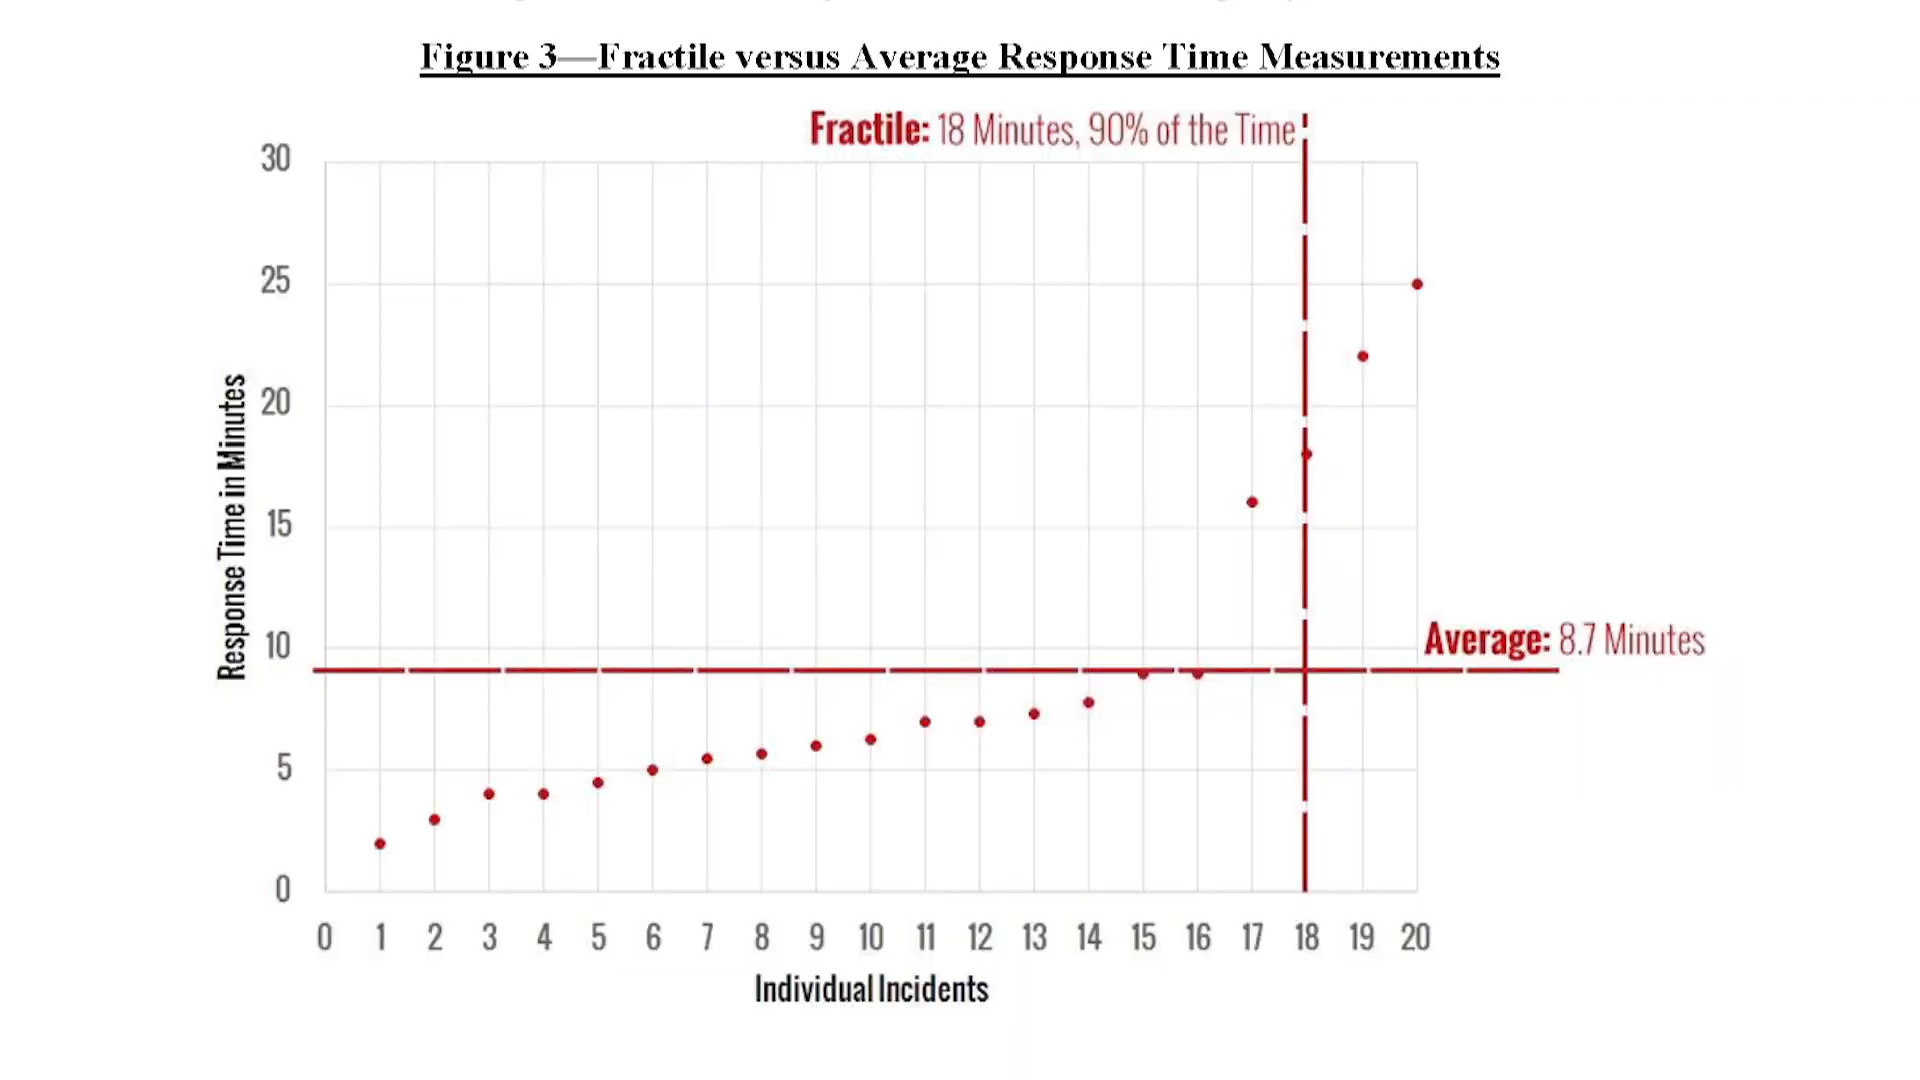 Figure 3—Fractile versus Average Response Time Measurements
Fractile: 18 Minutes, 90% of the Time
30
25
20
15
10
5
0
Response Time in Minutes
Average: 8.7 Minutes
0 1 2 3 4 5 6 7 8 9 10 11 12 13 14 15 16 17 18 19 20
Individual Incidents